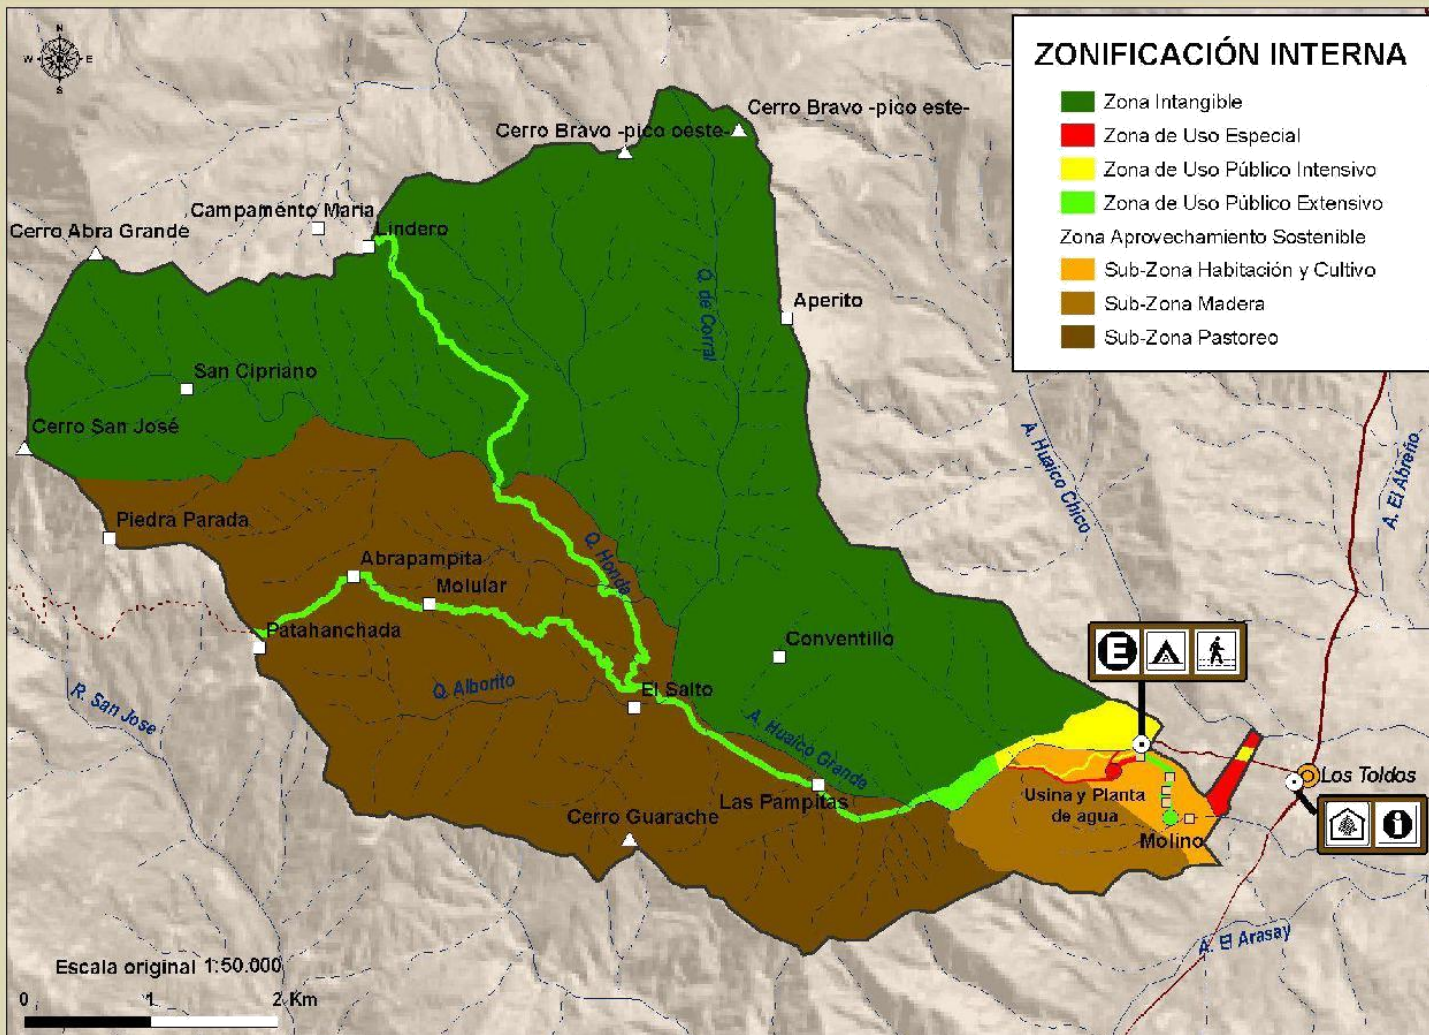 N
W E
S
ZONIFICACIÓN INTERNA
Zona Intangible
Zona de Uso Especial
Zona de Uso Público Intensivo
Zona de Uso Público Extensivo
Zona Aprovechamiento Sostenible
Sub-Zona Habitación y Cultivo
Sub-Zona Madera
Sub-Zona Pastoreo
Cerro Bravo -pico este-
Cerro Bravo -pico oeste-
Campamento Maria
Lindero
Cerro Abra Grande
Q. de Corral
Aperito
San Cipriano
Cerro San José
A. Huaico Chico
A. El Abreño
Piedra Parada
Abrapampita
Q. Honda
Molular
Patahanchada
Conventillo
E
Q. Alborito
El Salto
R. San Jose
A. Huaico Grande
Los Toldos
Las Pampitas
Usina y Planta
de agua
Cerro Guarache
Molino
i
A. El Arasay
Escala original 1:50.000
0 1 2 Km